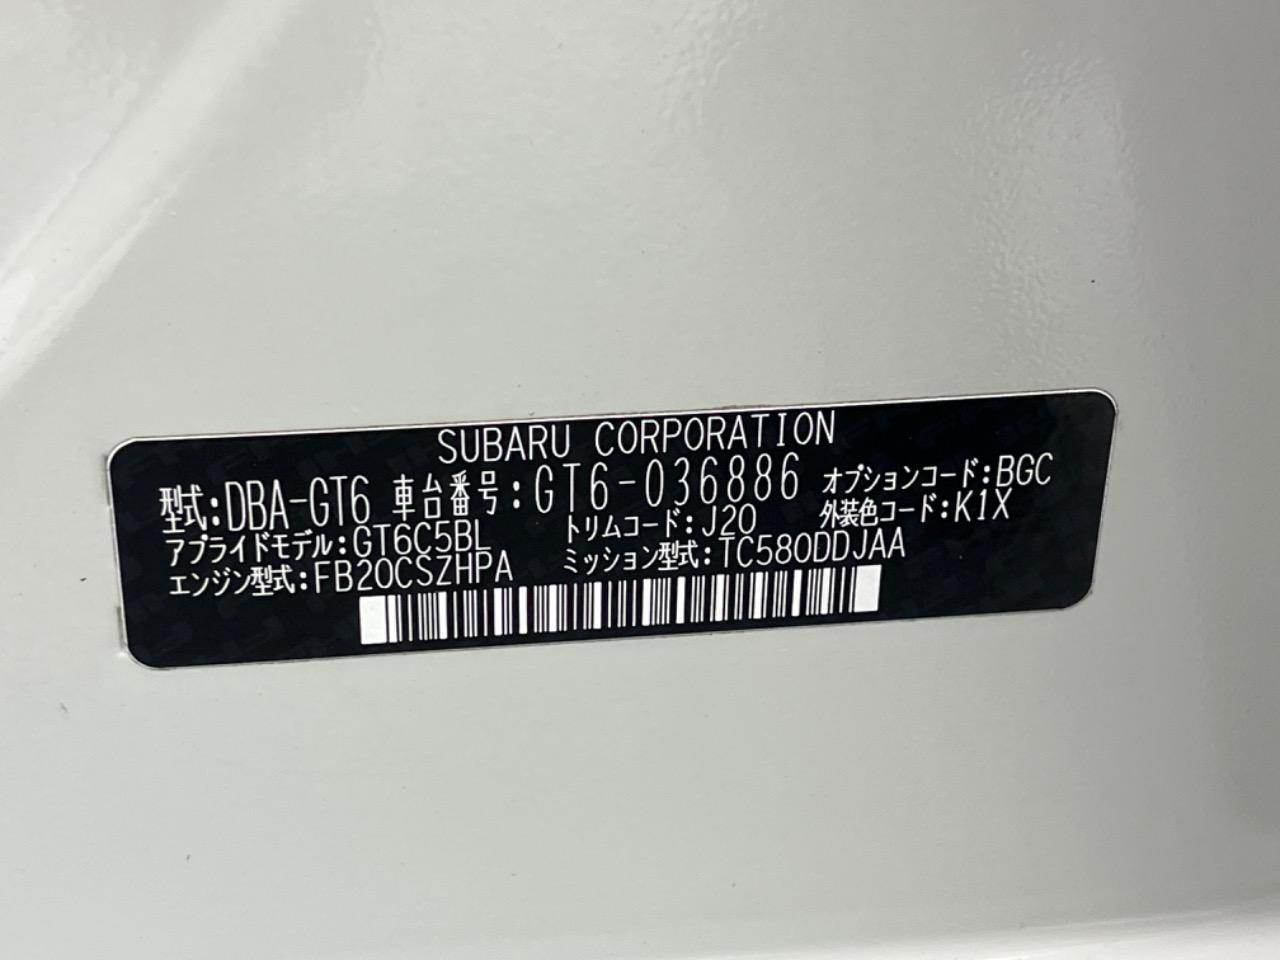 SUBARU CORPORATION
型式:DBA-GT6 車台番号:GT6-036886 オプションコード:BGC
アプライドモデル:GT6C5BL トリムコード:J20 外装色コード:K1X
エンジン型式:FB20CSZHPA ミッション型式:TC580DDJAA